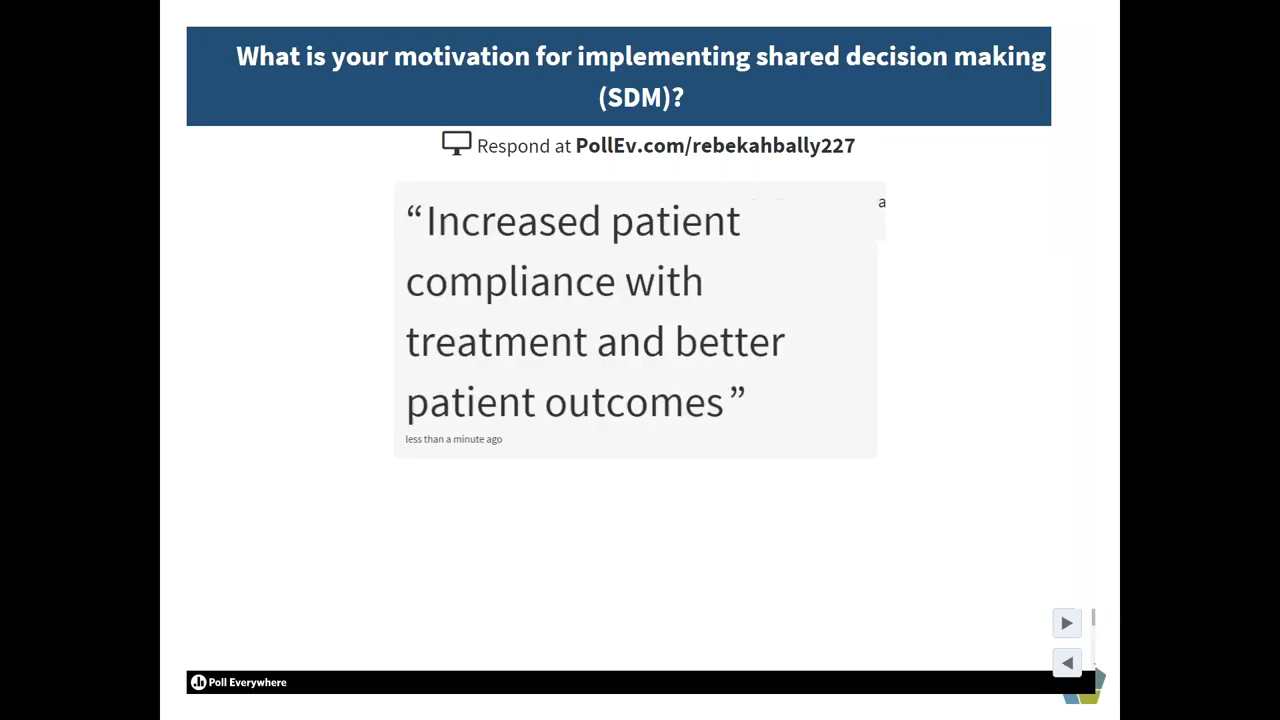 What is your motivation for implementing shared decision making
(SDM)?
Respond at PollEv.com/rebekahbally227
“Increased patient
a
compliance with
treatment and better
patient outcomes”
less than a minute ago
Poll Everywhere